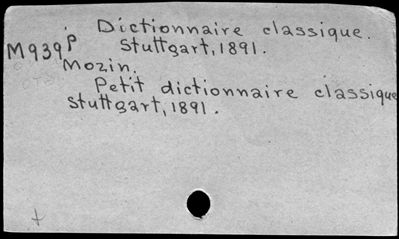 Dictionnaire classique.
M939p Stuttgart, 1891.
Mozin.
Petit dictionnaire classique
Stuttgart, 1891.